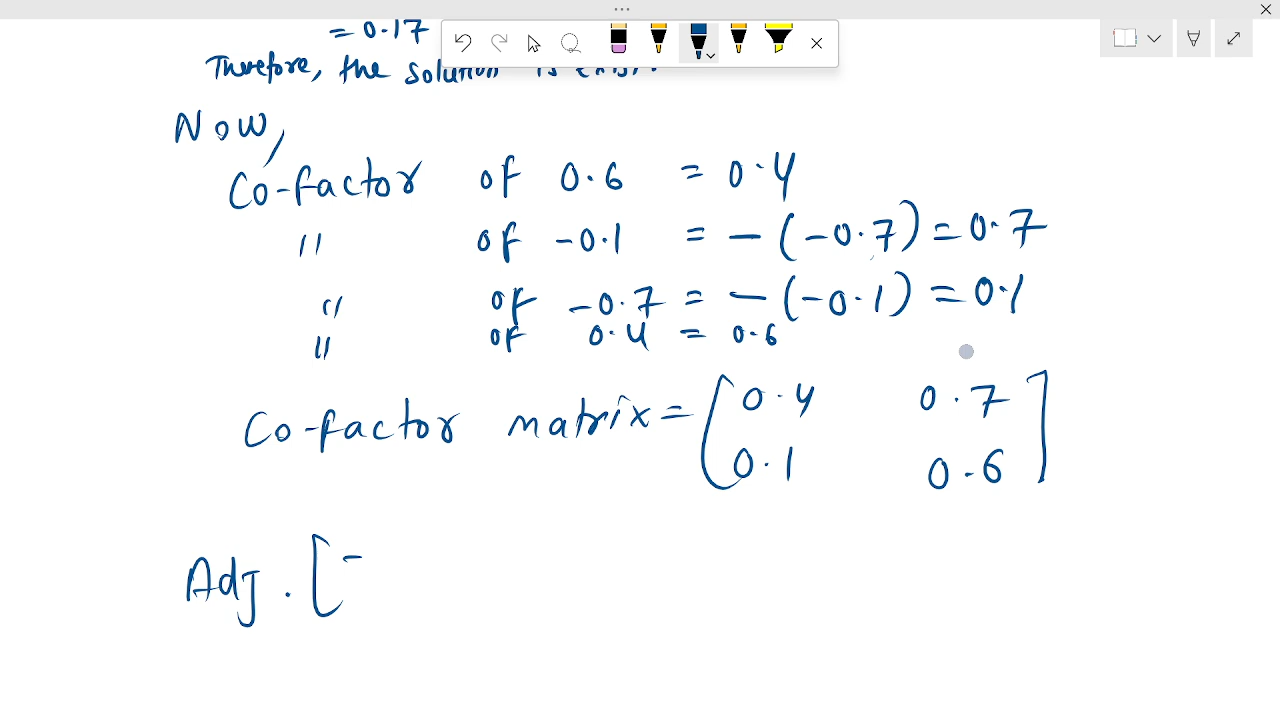 = 0.17
Therefore, the solution is exist.
Now,
Co-factor of 0.6 = 0.4
" of -0.1 = -(-0.7) = 0.7
" of -0.7 = -(-0.1) = 0.1
" of 0.4 = 0.6
Co-factor matrix = [0.4 0.7
0.1 0.6]
Adj. [-